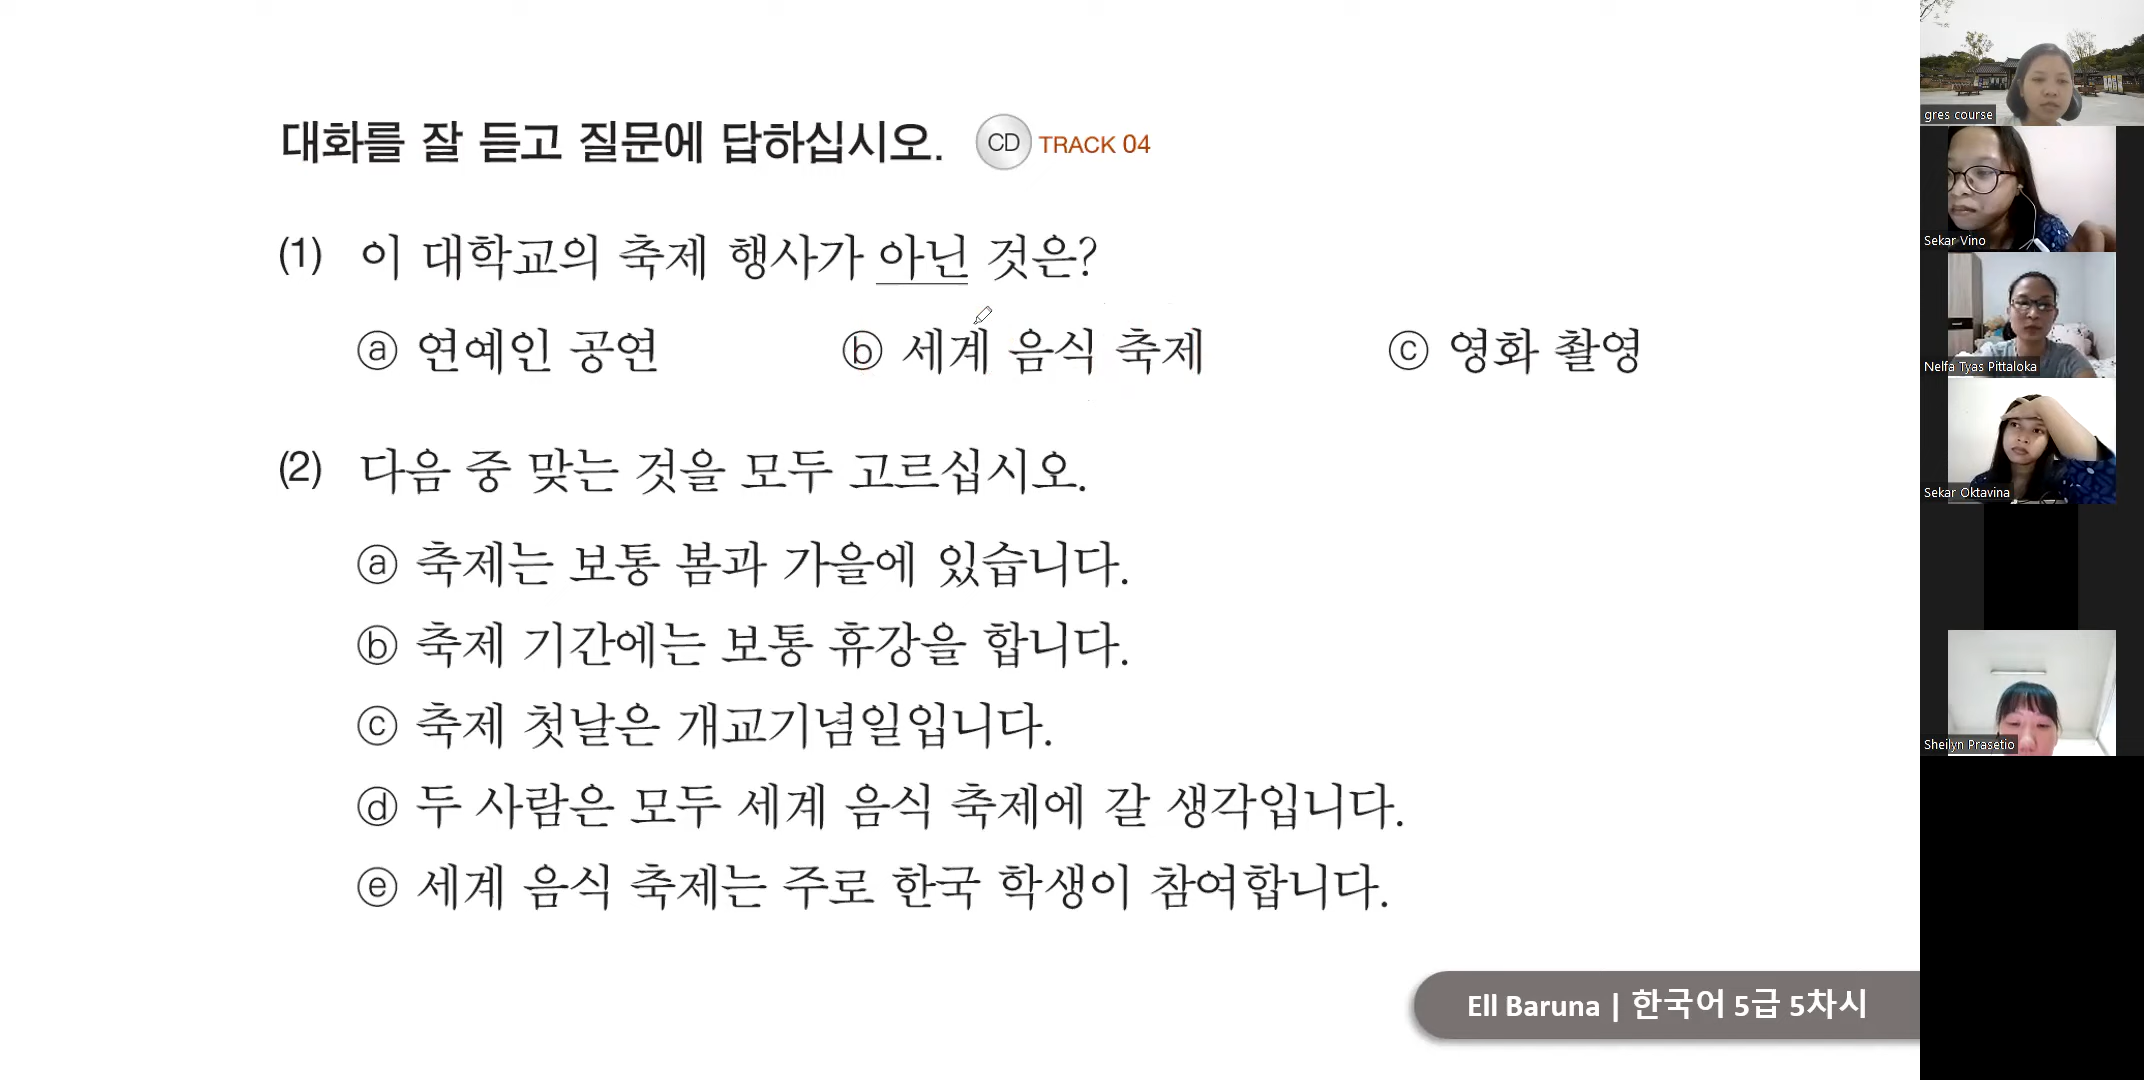 대화를 잘 듣고 질문에 답하십시오. CD TRACK 04
(1) 이 대학교의 축제 행사가 아닌 것은?
ⓐ 연예인 공연 ⓑ 세계 음식 축제 ⓒ 영화 촬영
(2) 다음 중 맞는 것을 모두 고르십시오.
ⓐ 축제는 보통 봄과 가을에 있습니다.
ⓑ 축제 기간에는 보통 휴강을 합니다.
ⓒ 축제 첫날은 개교기념일입니다.
ⓓ 두 사람은 모두 세계 음식 축제에 갈 생각입니다.
ⓔ 세계 음식 축제는 주로 한국 학생이 참여합니다.
Ell Baruna | 한국어 5급 5차시
gres course
Sekar Vino
Nelfa Tyas Pittaloka
Sekar Oktavina
Sheilyn Prasetio